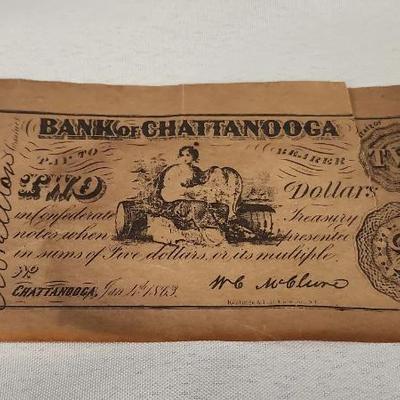 BANK OF CHATTANOOGA
PAY TO BEARER
TWO Dollars
in Confederate Treasury
notes when presented
in sums of Five dollars, or its multiple
No
CHATTANOOGA, Jan 4th 1863. W C McClure